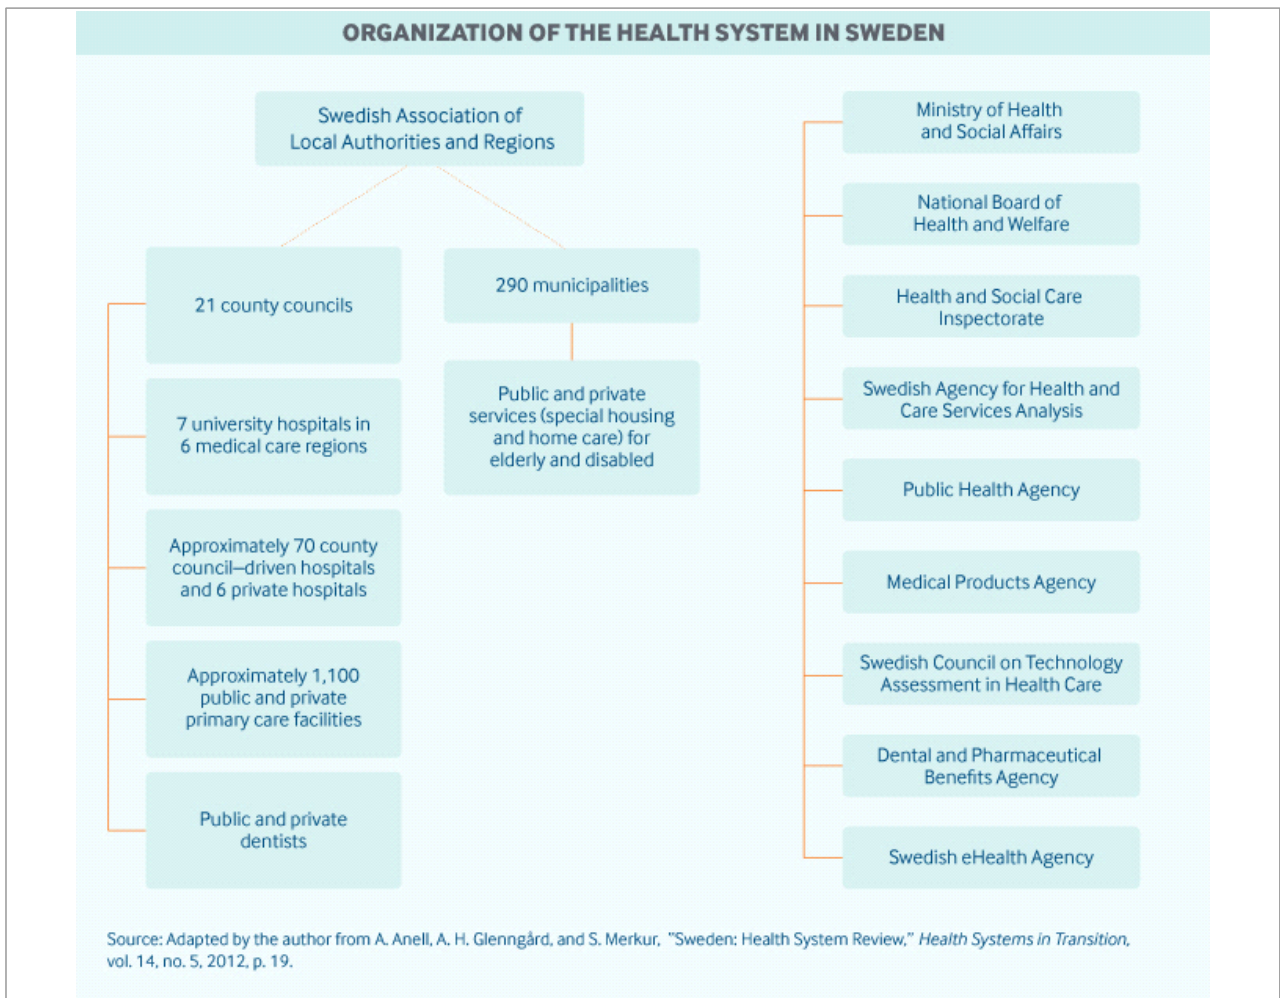 ORGANIZATION OF THE HEALTH SYSTEM IN SWEDEN
Swedish Association of
Local Authorities and Regions
21 county councils
7 university hospitals in
6 medical care regions
Approximately 70 county
council–driven hospitals
and 6 private hospitals
Approximately 1,100
public and private
primary care facilities
Public and private
dentists
290 municipalities
Public and private
services (special housing
and home care) for
elderly and disabled
Ministry of Health
and Social Affairs
National Board of
Health and Welfare
Health and Social Care
Inspectorate
Swedish Agency for Health and
Care Services Analysis
Public Health Agency
Medical Products Agency
Swedish Council on Technology
Assessment in Health Care
Dental and Pharmaceutical
Benefits Agency
Swedish eHealth Agency
Source: Adapted by the author from A. Anell, A. H. Glenngård, and S. Merkur, ”Sweden: Health System Review,” Health Systems in Transition,
vol. 14, no. 5, 2012, p. 19.